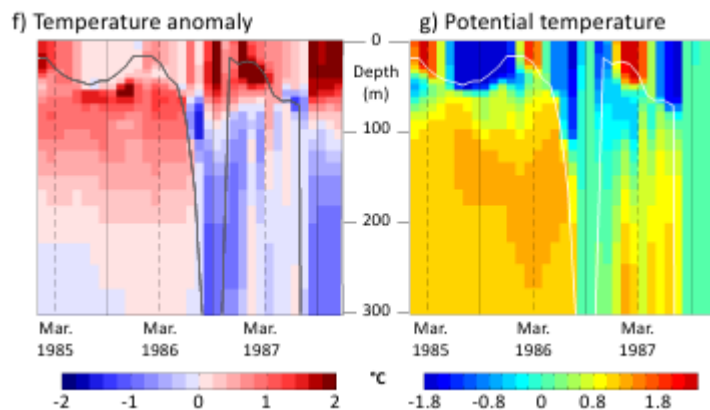 f) Temperature anomaly
g) Potential temperature
0
Depth
(m)
100
200
300
Mar.
1985
Mar.
1986
Mar.
1987
Mar.
1985
Mar.
1986
Mar.
1987
°C
-2 -1 0 1 2
-1.8 -0.8 0 0.8 1.8